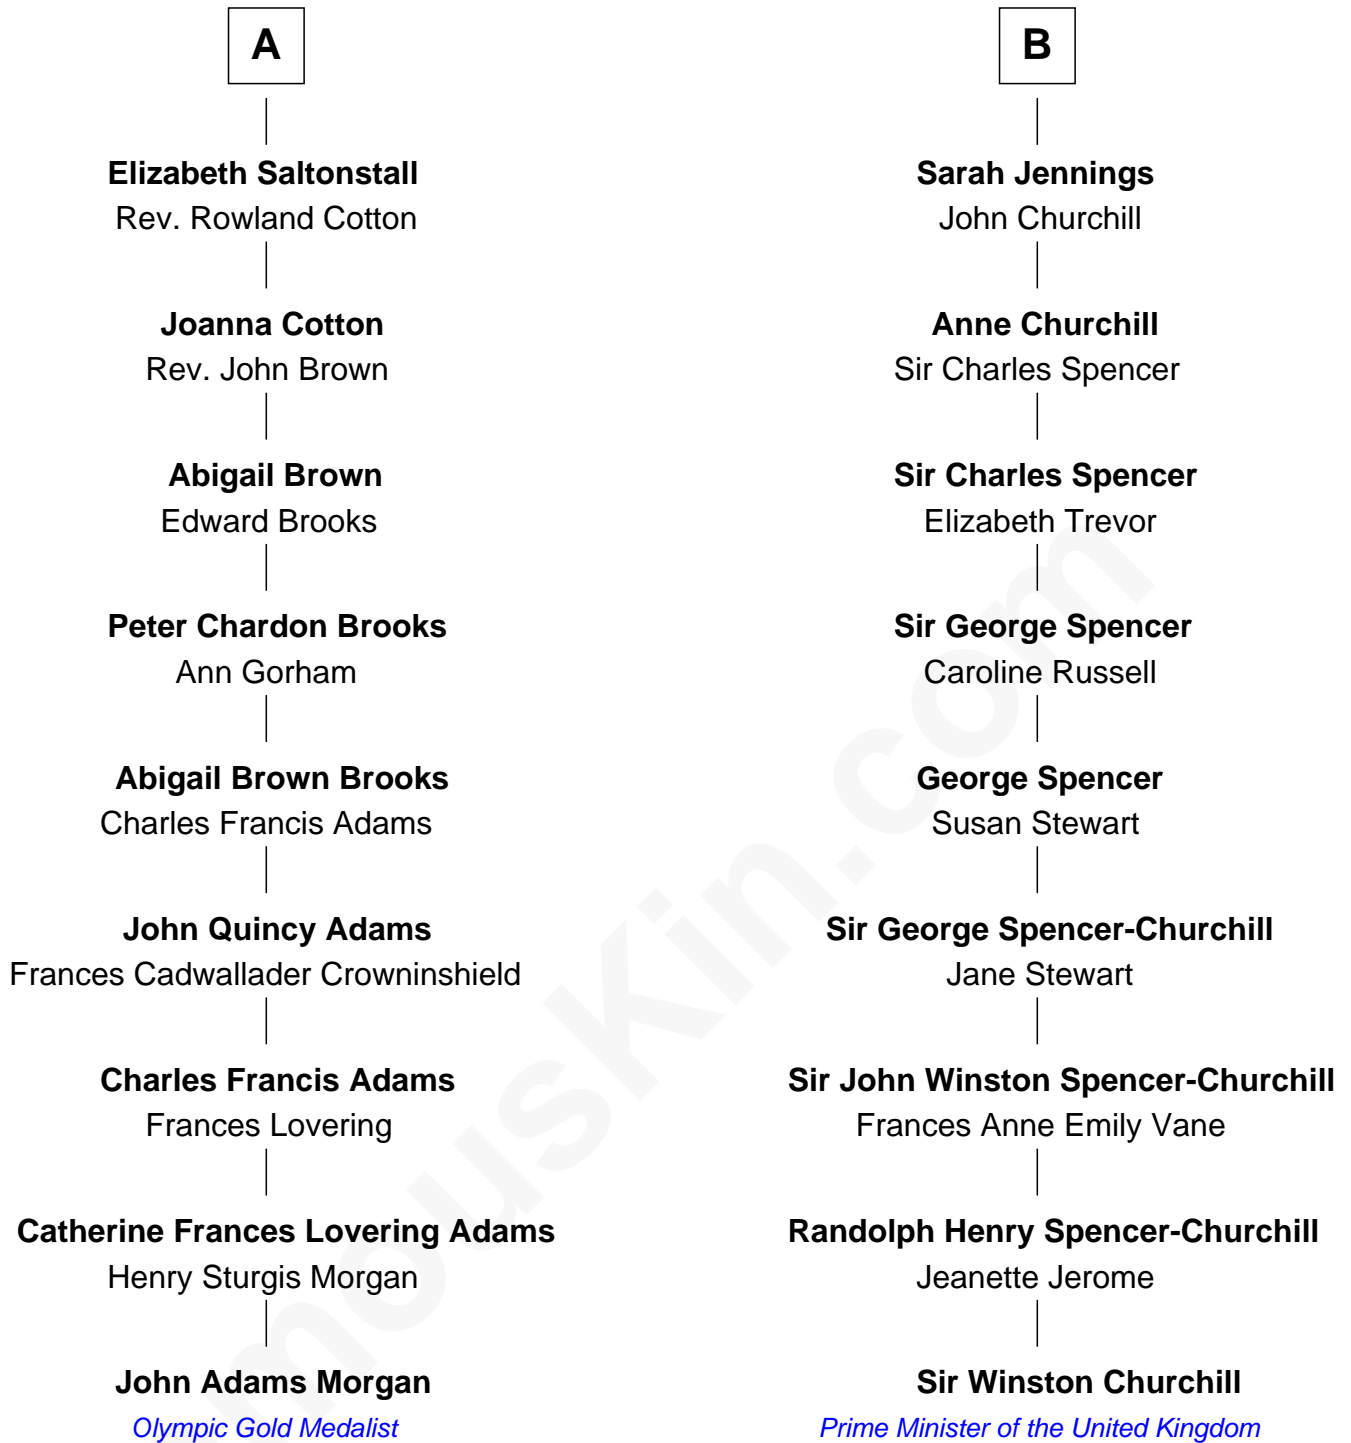 A
Elizabeth Saltonstall
Rev. Rowland Cotton
Joanna Cotton
Rev. John Brown
Abigail Brown
Edward Brooks
Peter Chardon Brooks
Ann Gorham
Abigail Brown Brooks
Charles Francis Adams
John Quincy Adams
Frances Cadwallader Crowninshield
Charles Francis Adams
Frances Lovering
Catherine Frances Lovering Adams
Henry Sturgis Morgan
John Adams Morgan
Olympic Gold Medalist
B
Sarah Jennings
John Churchill
Anne Churchill
Sir Charles Spencer
Sir Charles Spencer
Elizabeth Trevor
Sir George Spencer
Caroline Russell
George Spencer
Susan Stewart
Sir George Spencer-Churchill
Jane Stewart
Sir John Winston Spencer-Churchill
Frances Anne Emily Vane
Randolph Henry Spencer-Churchill
Jeanette Jerome
Sir Winston Churchill
Prime Minister of the United Kingdom
mousKin.com